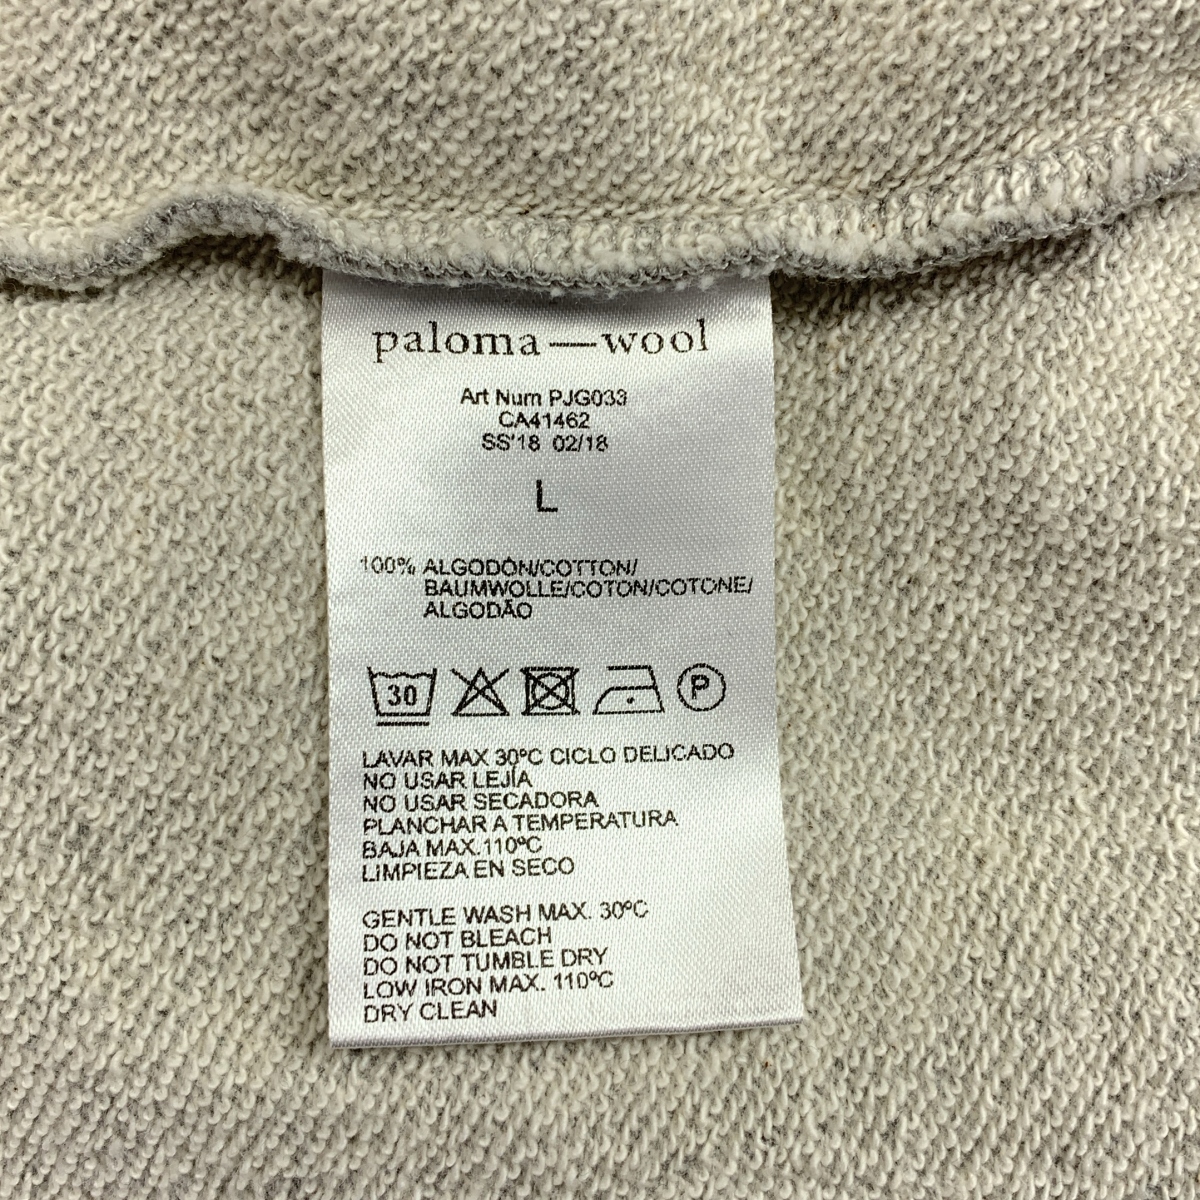 paloma—wool
Art Num PJG033
CA41462
SS'18 02/18
L
100% ALGODÓN/COTTON/
BAUMWOLLE/COTON/COTONE/
ALGODÃO
30 P
LAVAR MAX 30ºC CICLO DELICADO
NO USAR LEJÍA
NO USAR SECADORA
PLANCHAR A TEMPERATURA
BAJA MAX.110ºC
LIMPIEZA EN SECO
GENTLE WASH MAX. 30ºC
DO NOT BLEACH
DO NOT TUMBLE DRY
LOW IRON MAX. 110ºC
DRY CLEAN